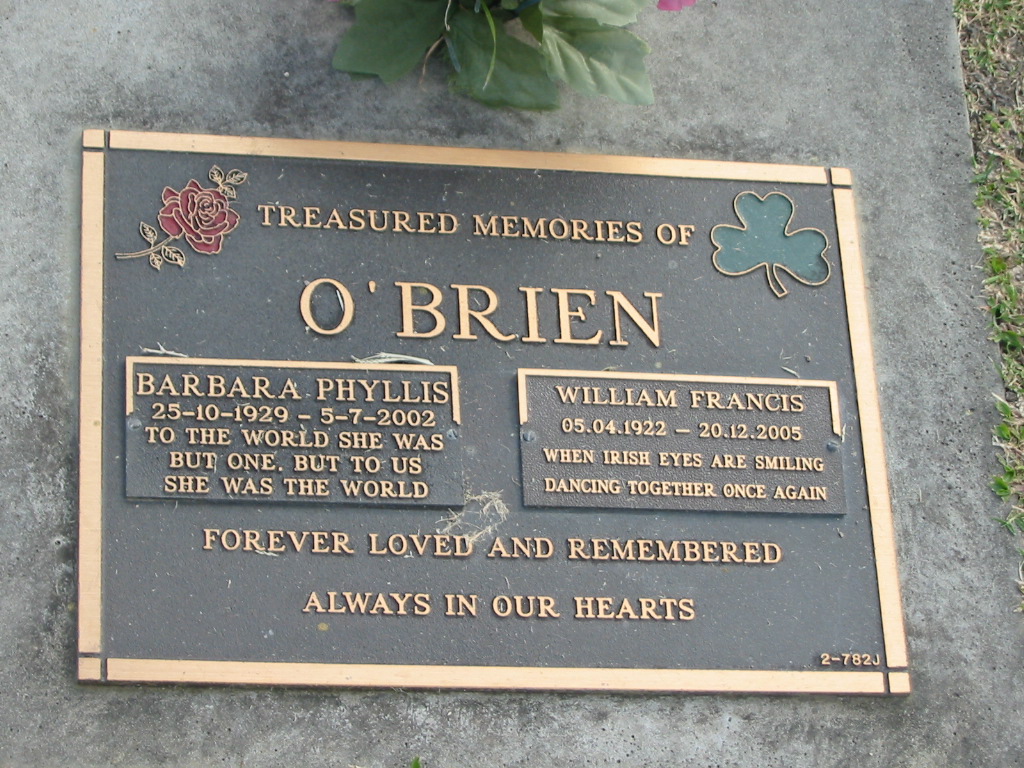 TREASURED MEMORIES OF
O'BRIEN
BARBARA PHYLLIS
25-10-1929 - 5-7-2002
TO THE WORLD SHE WAS
BUT ONE, BUT TO US
SHE WAS THE WORLD
WILLIAM FRANCIS
05.04.1922 - 20.12.2005
WHEN IRISH EYES ARE SMILING
DANCING TOGETHER ONCE AGAIN
FOREVER LOVED AND REMEMBERED
ALWAYS IN OUR HEARTS
2-782J